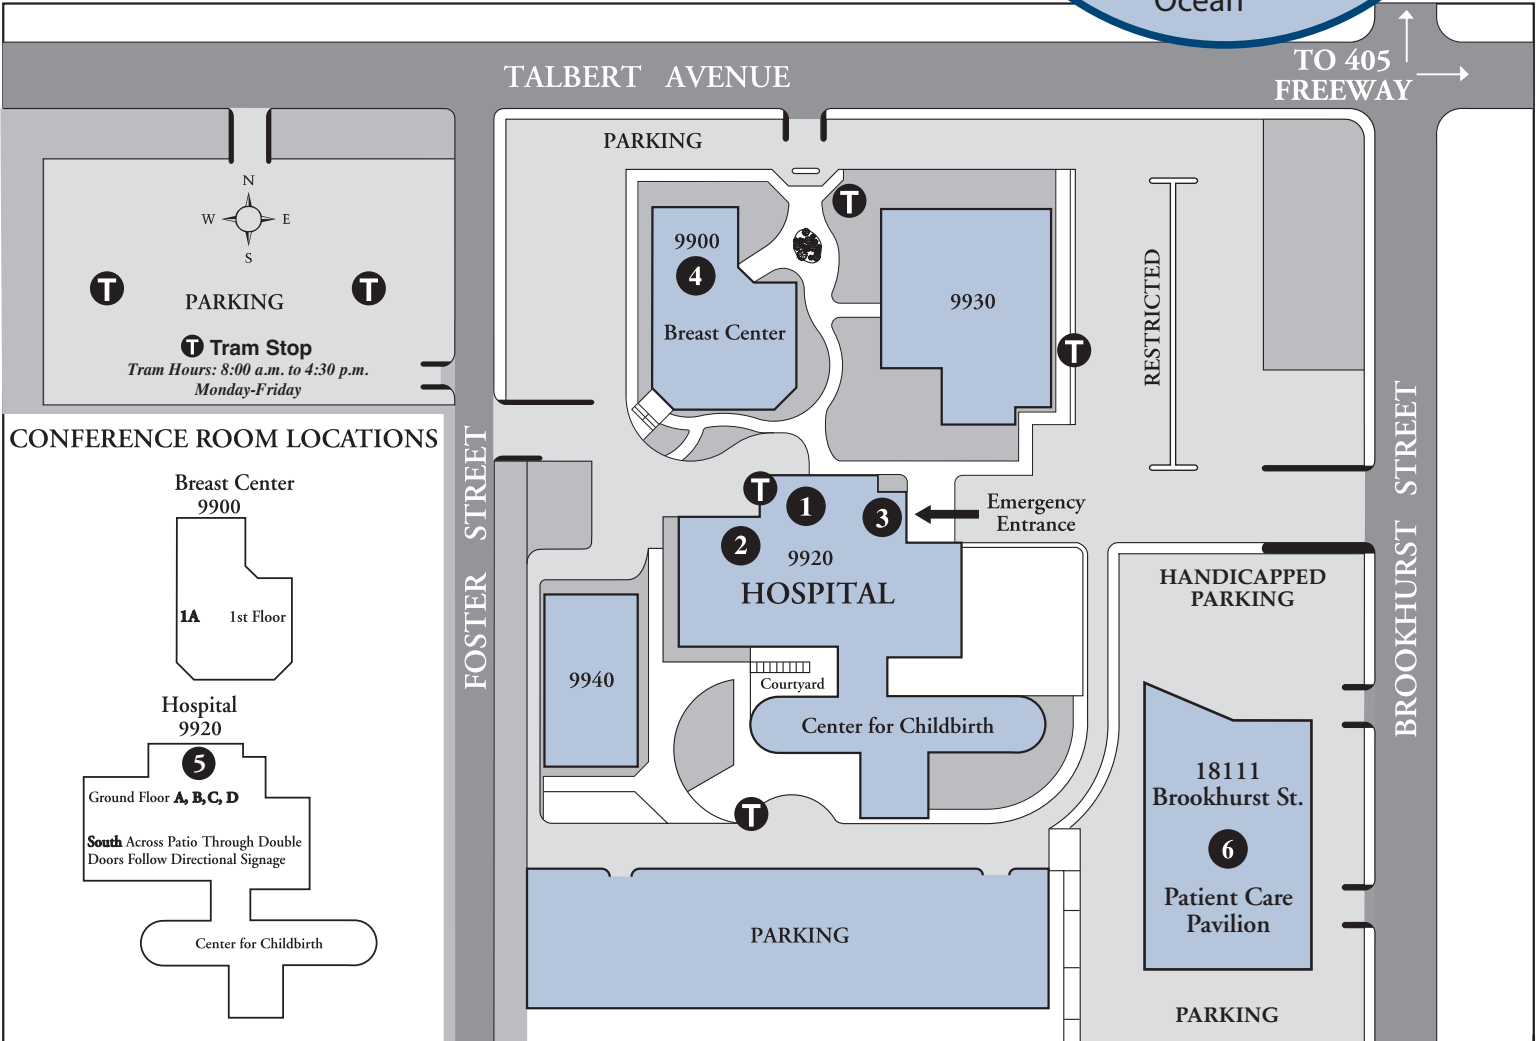 Ocean
TO 405
FREEWAY
TALBERT AVENUE
PARKING
N
W E
S
T
T
T
PARKING
T Tram Stop
Tram Hours: 8:00 a.m. to 4:30 p.m.
Monday-Friday
9900
4
Breast Center
9930
T
RESTRICTED
CONFERENCE ROOM LOCATIONS
Breast Center
9900
1A 1st Floor
Hospital
9920
5
Ground Floor A, B, C, D
South Across Patio Through Double
Doors Follow Directional Signage
Center for Childbirth
FOSTER STREET
BROOKHURST STREET
T
1
2
3
Emergency
Entrance
9920
HOSPITAL
9940
Courtyard
Center for Childbirth
T
PARKING
HANDICAPPED
PARKING
18111
Brookhurst St.
6
Patient Care
Pavilion
PARKING